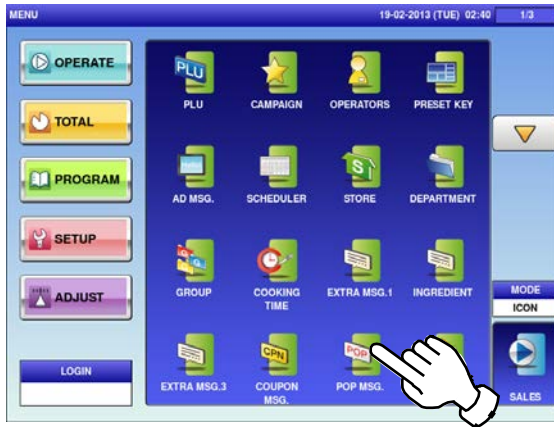 MENU
19-02-2013 (TUE) 02:40
1/3
OPERATE
TOTAL
PROGRAM
SETUP
ADJUST
LOGIN
PLU
PLU
CAMPAIGN
OPERATORS
PRESET KEY
Hello
AD MSG.
SCHEDULER
S
STORE
DEPARTMENT
GROUP
COOKING
TIME
EXTRA MSG.1
INGREDIENT
EXTRA MSG.3
CPN
COUPON
MSG.
POP
POP MSG.
MODE
ICON
SALES